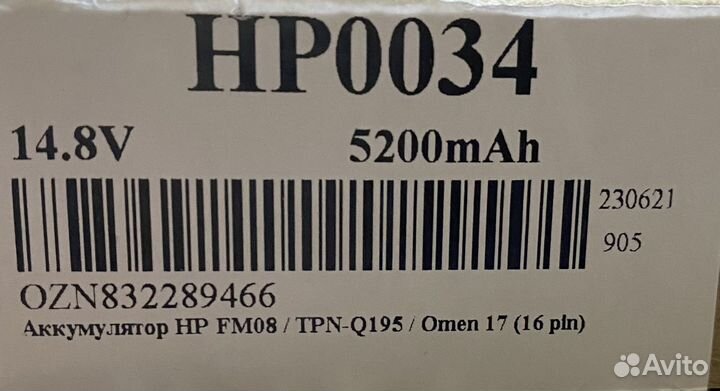 HP0034
14.8V 5200mAh
230621
905
OZN832289466
Аккумулятор HP FM08 / TPN-Q195 / Omen 17 (16 pin)
Avito